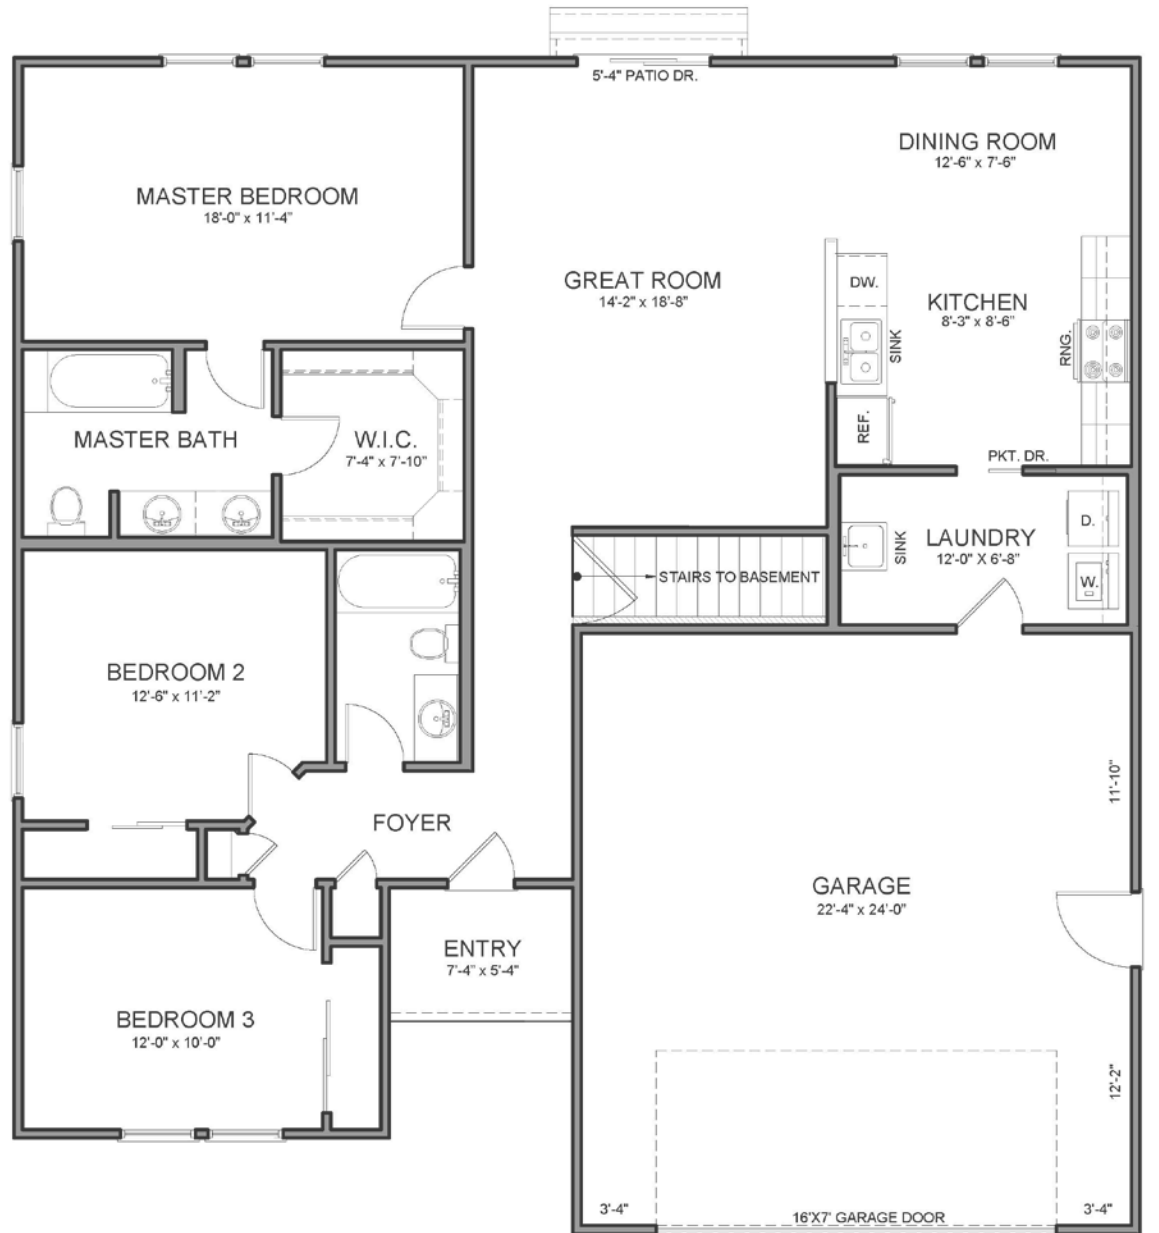 5'-4" PATIO DR.
DINING ROOM
12'-6" x 7'-6"
MASTER BEDROOM
18'-0" x 11'-4"
GREAT ROOM
14'-2" x 18'-8"
DW.
KITCHEN
8'-3" x 8'-6"
SINK
RNG.
REF.
MASTER BATH
W.I.C.
7'-4" x 7'-10"
PKT. DR.
D.
LAUNDRY
12'-0" X 6'-8"
SINK
W.
STAIRS TO BASEMENT
BEDROOM 2
12'-6" x 11'-2"
11'-10"
FOYER
GARAGE
22'-4" x 24'-0"
ENTRY
7'-4" x 5'-4"
BEDROOM 3
12'-0" x 10'-0"
12'-2"
3'-4"
16'X7' GARAGE DOOR
3'-4"